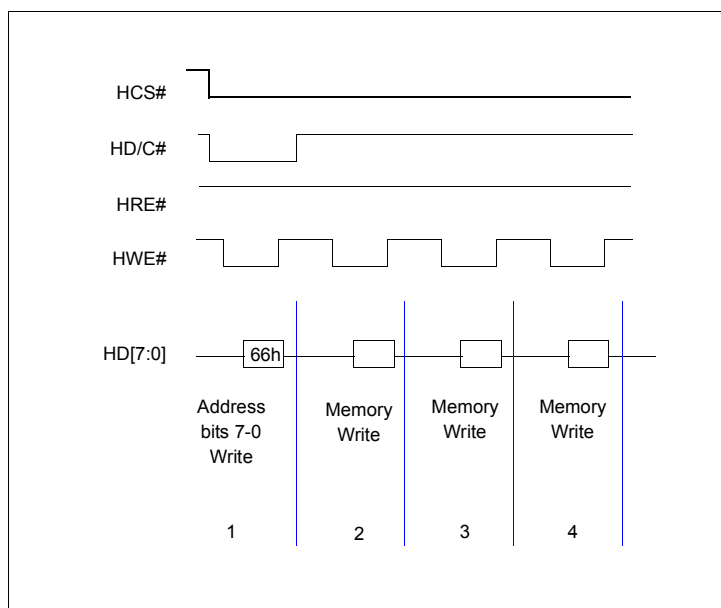 HCS#
HD/C#
HRE#
HWE#
HD[7:0]
66h
Address
bits 7-0
Write
Memory
Write
Memory
Write
Memory
Write
1
2
3
4